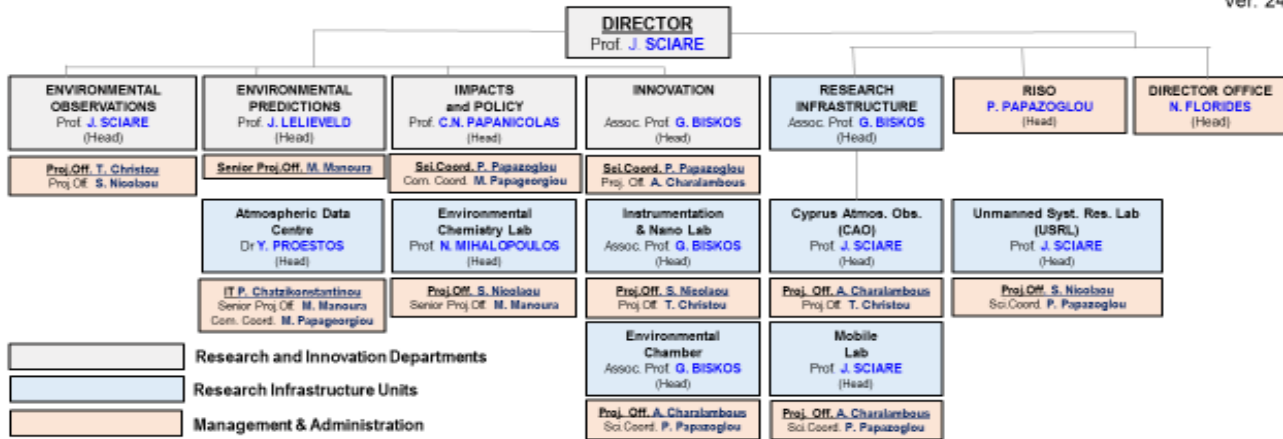 Ver. 24
DIRECTOR
Prof. J. SCIARE
ENVIRONMENTAL
OBSERVATIONS
Prof. J. SCIARE
(Head)
ENVIRONMENTAL
PREDICTIONS
Prof. J. LELIEVELD
(Head)
IMPACTS
and POLICY
Prof. C.N. PAPANICOLAS
(Head)
INNOVATION
Assoc. Prof. G. BISKOS
(Head)
RESEARCH
INFRASTRUCTURE
Assoc. Prof. G. BISKOS
(Head)
RISO
P. PAPAZOGLOU
(Head)
DIRECTOR OFFICE
N. FLORIDES
(Head)
Proj.Off. T. Christou
Proj.Off. S. Nicolaou
Senior Proj.Off. M. Manoura
Sci.Coord. P. Papazoglou
Com. Coord. M. Papageorgiou
Sci.Coord. P. Papazoglou
Proj. Off. A. Charalambous
Atmospheric Data
Centre
Dr Y. PROESTOS
(Head)
Environmental
Chemistry Lab
Prof. N. MIHALOPOULOS
(Head)
Instrumentation
& Nano Lab
Assoc. Prof. G. BISKOS
(Head)
Cyprus Atmos. Obs.
(CAO)
Prof. J. SCIARE
(Head)
Unmanned Syst. Res. Lab
(USRL)
Prof. J. SCIARE
(Head)
IT P. Chatzikonstantinou
Senior Proj.Off. M. Manoura
Com. Coord. M. Papageorgiou
Proj.Off. S. Nicolaou
Senior Proj.Off. M. Manoura
Proj.Off. S. Nicolaou
Proj.Off. T. Christou
Proj. Off. A. Charalambous
Proj.Off. T. Christou
Proj.Off. S. Nicolaou
Sci.Coord. P. Papazoglou
Environmental
Chamber
Assoc. Prof. G. BISKOS
(Head)
Mobile
Lab
Prof. J. SCIARE
(Head)
Proj. Off. A. Charalambous
Sci.Coord. P. Papazoglou
Proj. Off. A. Charalambous
Sci.Coord. P. Papazoglou
Research and Innovation Departments
Research Infrastructure Units
Management & Administration